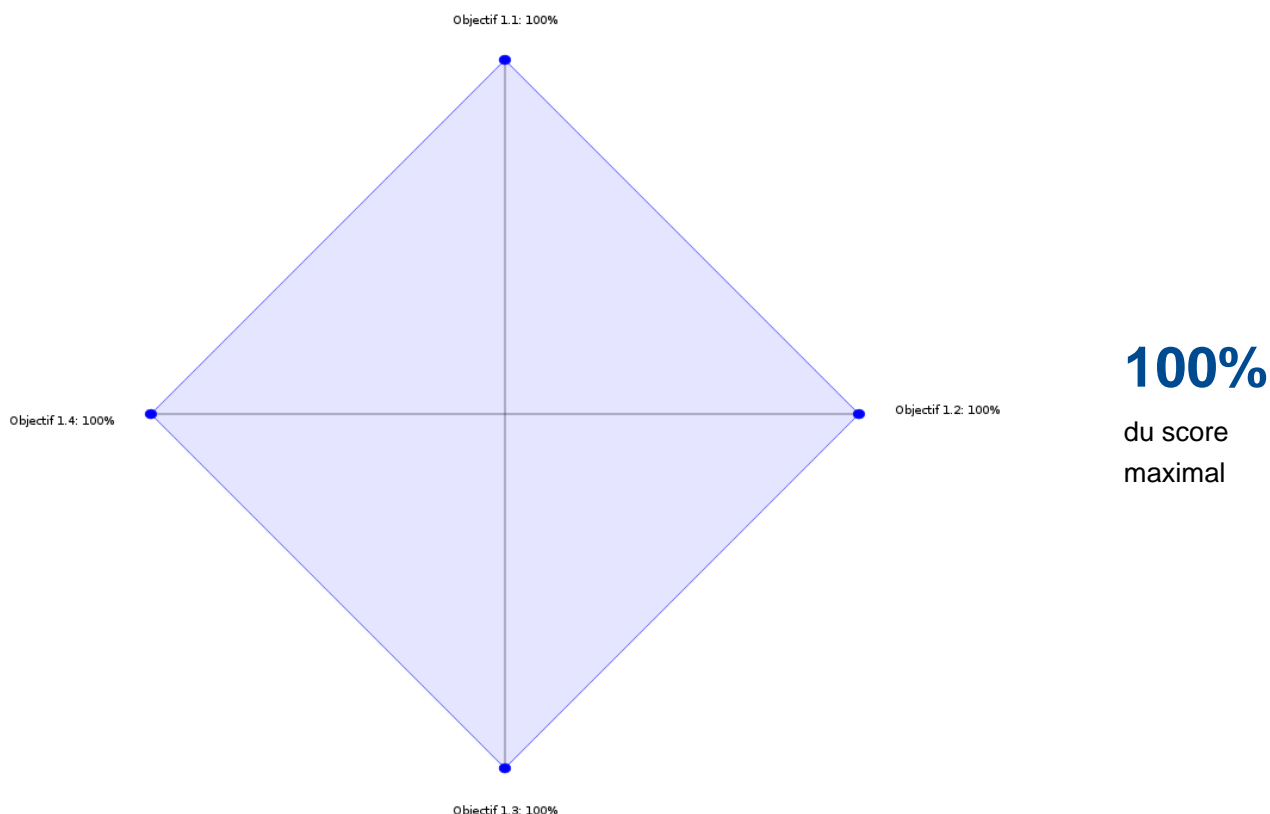 Objectif 1.1: 100%
Objectif 1.4: 100%
Objectif 1.2: 100%
100%
du score
maximal
Objectif 1.3: 100%